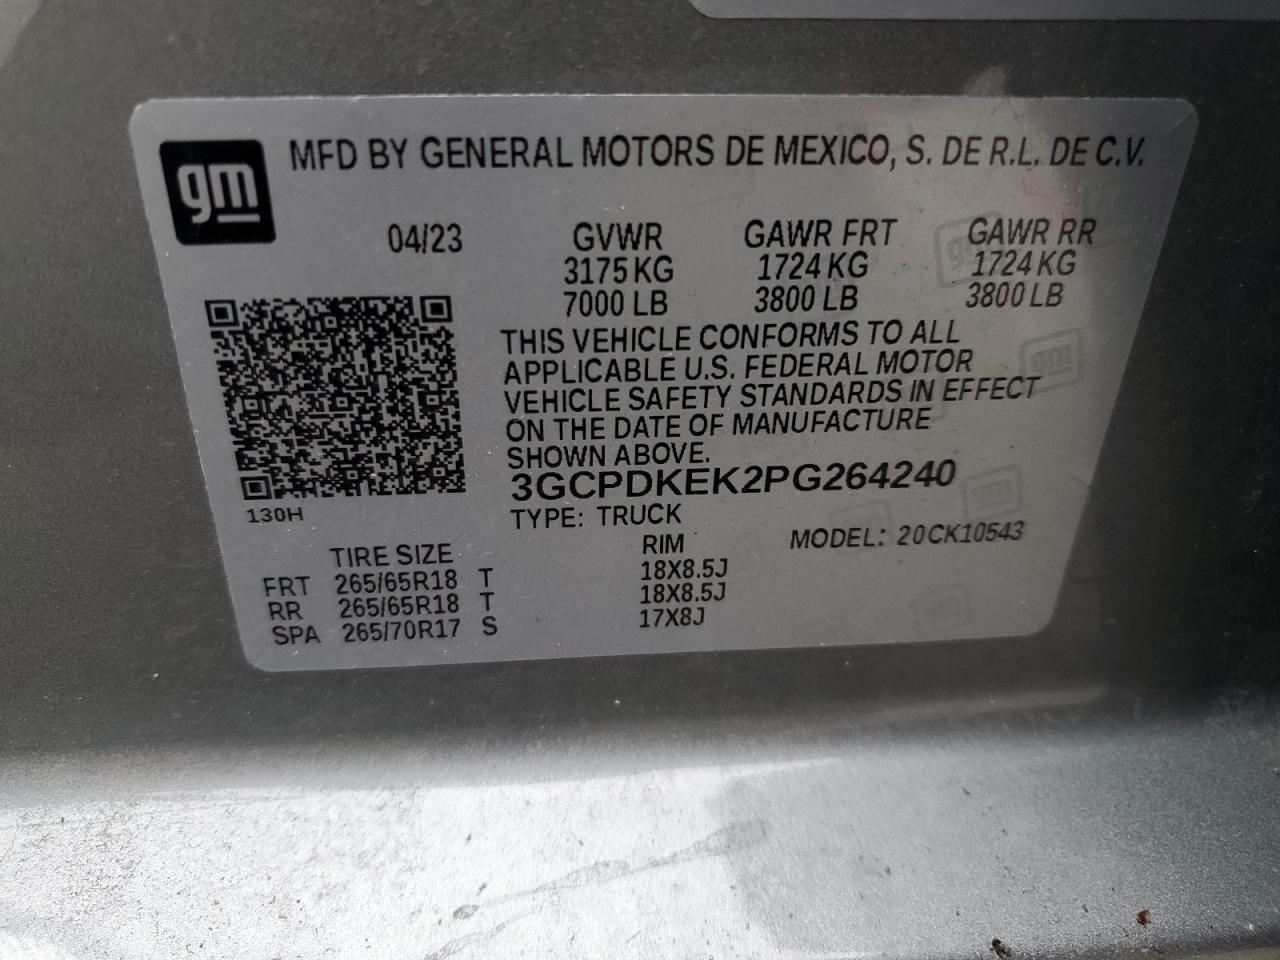 gm MFD BY GENERAL MOTORS DE MEXICO, S. DE R.L. DE C.V.
04/23 GVWR GAWR FRT GAWR RR
3175 KG 1724 KG 1724 KG
7000 LB 3800 LB 3800 LB
THIS VEHICLE CONFORMS TO ALL
APPLICABLE U.S. FEDERAL MOTOR
VEHICLE SAFETY STANDARDS IN EFFECT
ON THE DATE OF MANUFACTURE
SHOWN ABOVE.
3GCPDKEK2PG264240
130H
TYPE: TRUCK
MODEL: 20CK10543
TIRE SIZE RIM
FRT 265/65R18 T 18X8.5J
RR 265/65R18 T 18X8.5J
SPA 265/70R17 S 17X8J